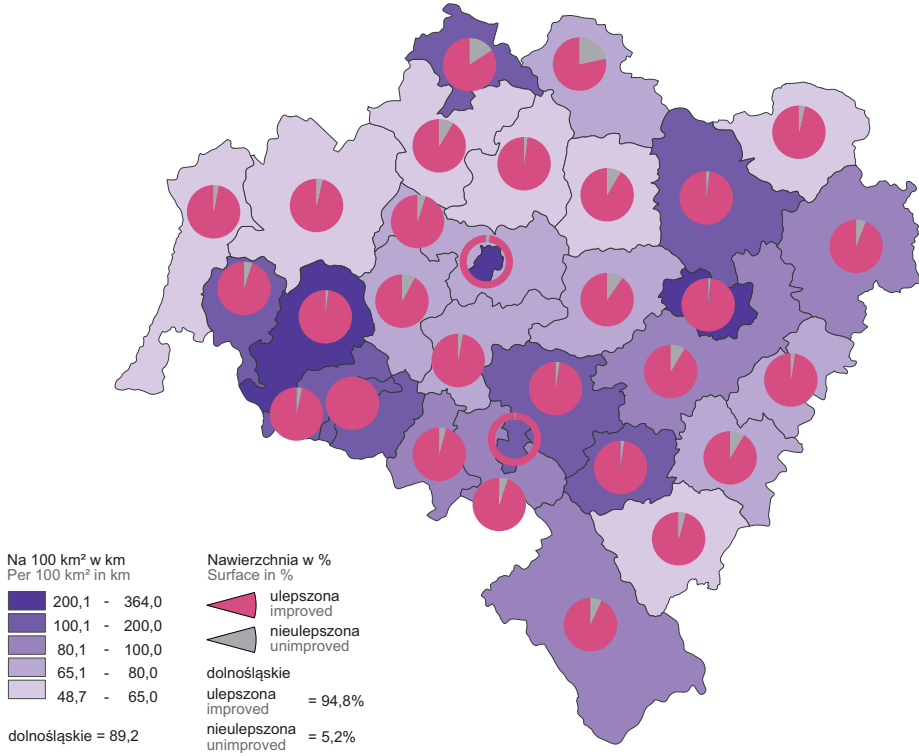 Na 100 km² w km
Per 100 km² in km
200,1 - 364,0
100,1 - 200,0
80,1 - 100,0
65,1 - 80,0
48,7 - 65,0
dolnośląskie = 89,2
Nawierzchnia w %
Surface in %
ulepszona
improved
nieulepszona
unimproved
dolnośląskie
ulepszona
improved = 94,8%
nieulepszona
unimproved = 5,2%